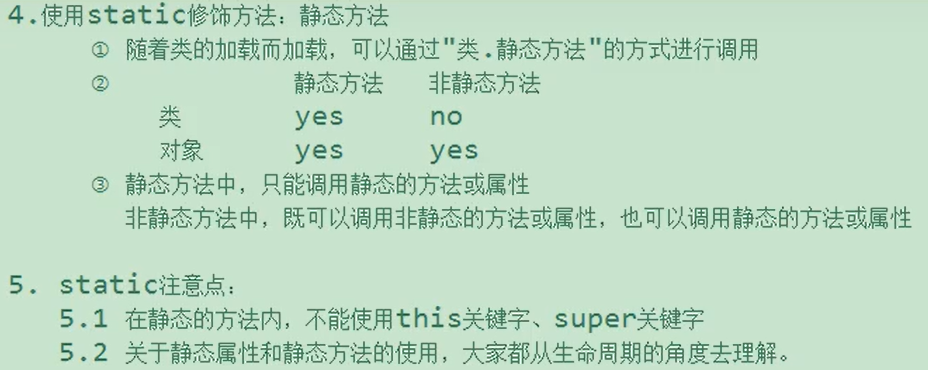 4.使用static修饰方法：静态方法
① 随着类的加载而加载，可以通过"类.静态方法"的方式进行调用
② 静态方法 非静态方法
类 yes no
对象 yes yes
③ 静态方法中，只能调用静态的方法或属性
非静态方法中，既可以调用非静态的方法或属性，也可以调用静态的方法或属性
5. static注意点：
5.1 在静态的方法内，不能使用this关键字、super关键字
5.2 关于静态属性和静态方法的使用，大家都从生命周期的角度去理解。